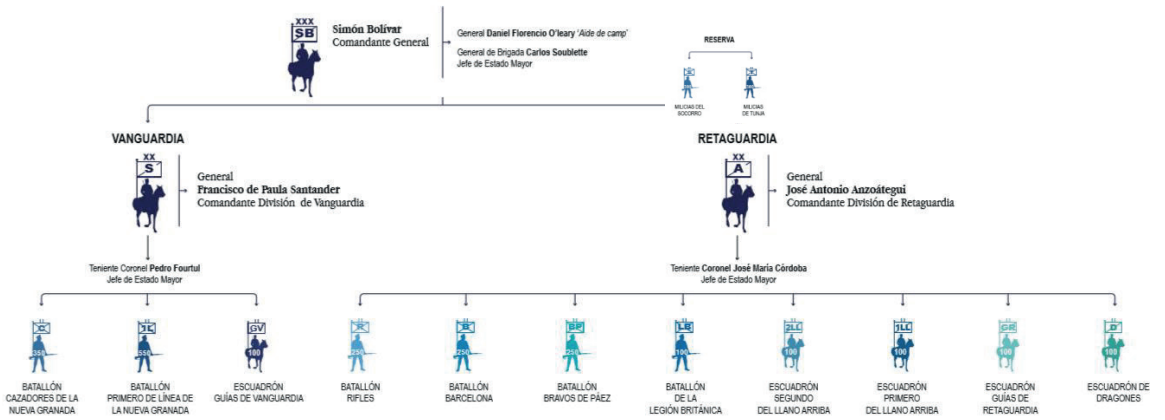 XXX
SB
Simón Bolívar
Comandante General
General Daniel Florencio O'leary 'Aide de camp'
General de Brigada Carlos Soublette
Jefe de Estado Mayor
RESERVA
MILICIAS DEL
SOCORRO
MILICIAS
DE TUNJA
VANGUARDIA
XX
S
General
Francisco de Paula Santander
Comandante División de Vanguardia
RETAGUARDIA
XX
A
General
José Antonio Anzoátegui
Comandante División de Retaguardia
Teniente Coronel Pedro Fourtul
Jefe de Estado Mayor
Teniente Coronel José María Córdoba
Jefe de Estado Mayor
C
350
BATALLÓN
CAZADORES DE LA
NUEVA GRANADA
1L
550
BATALLÓN
PRIMERO DE LÍNEA DE
LA NUEVA GRANADA
GV
100
ESCUADRÓN
GUÍAS DE VANGUARDIA
R
250
BATALLÓN
RIFLES
B
250
BATALLÓN
BARCELONA
BP
250
BATALLÓN
BRAVOS DE PÁEZ
LB
100
BATALLÓN
DE LA
LEGIÓN BRITÁNICA
2LL
100
ESCUADRÓN
SEGUNDO
DEL LLANO ARRIBA
1LL
100
ESCUADRÓN
PRIMERO
DEL LLANO ARRIBA
GR
100
ESCUADRÓN
GUÍAS DE
RETAGUARDIA
D
100
ESCUADRÓN DE
DRAGONES